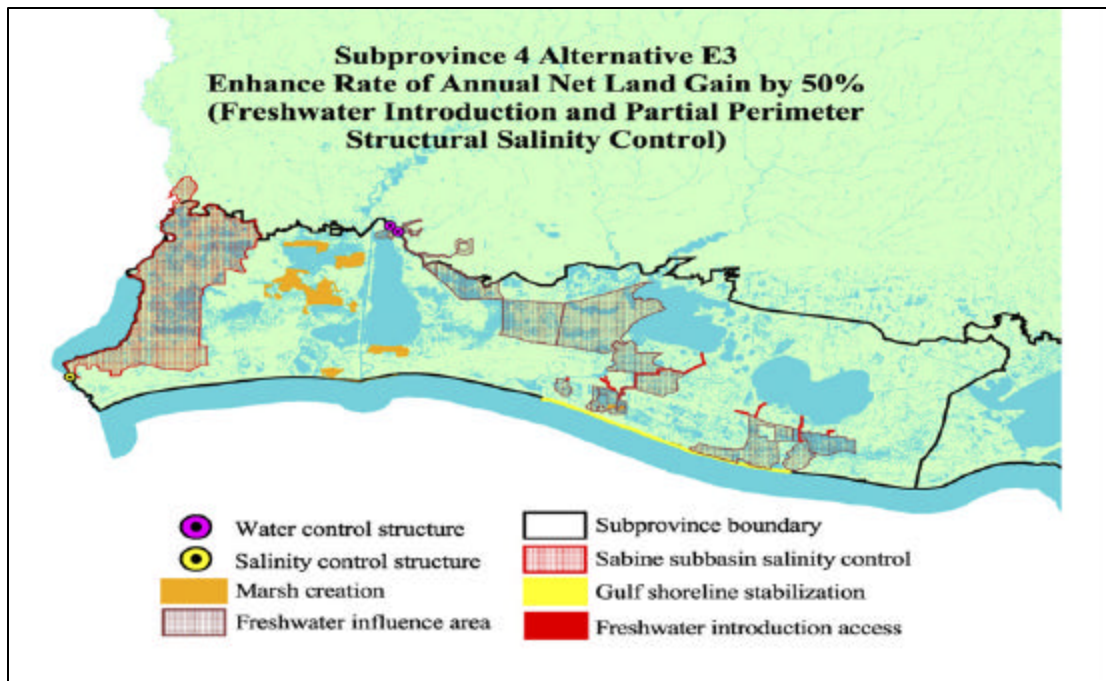 Subprovince 4 Alternative E3
Enhance Rate of Annual Net Land Gain by 50%
(Freshwater Introduction and Partial Perimeter
Structural Salinity Control)
Water control structure
Salinity control structure
Marsh creation
Freshwater influence area
Subprovince boundary
Sabine subbasin salinity control
Gulf shoreline stabilization
Freshwater introduction access